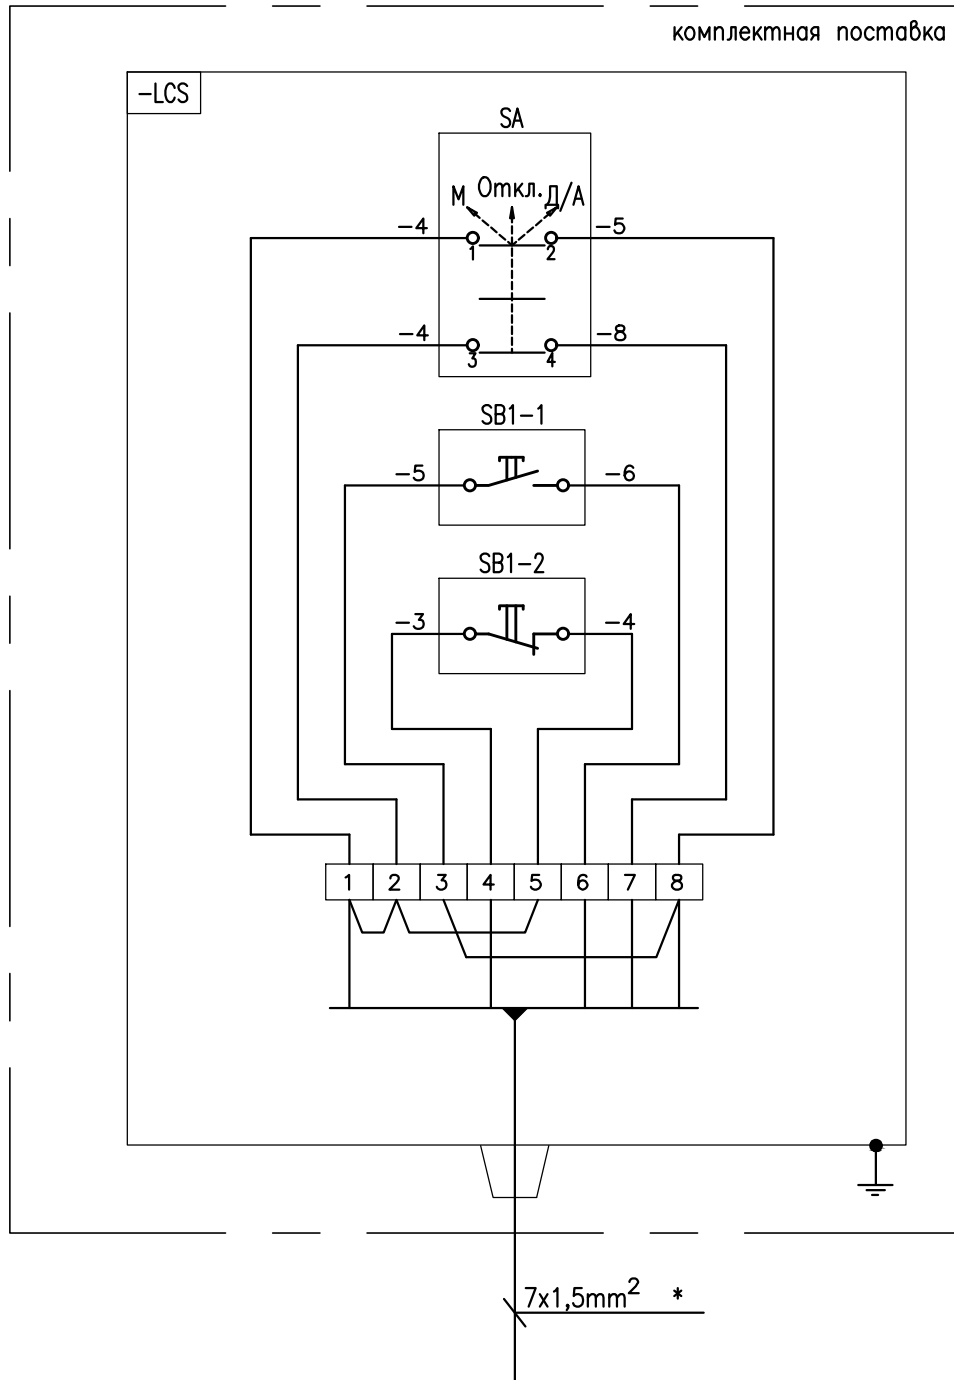 комплектная поставка
-LCS
SA
М Откл. Д/А
-4 -5
1 2
-4 -8
3 4
SB1-1
-5 -6
SB1-2
-3 -4
1 2 3 4 5 6 7 8
7x1,5mm² *